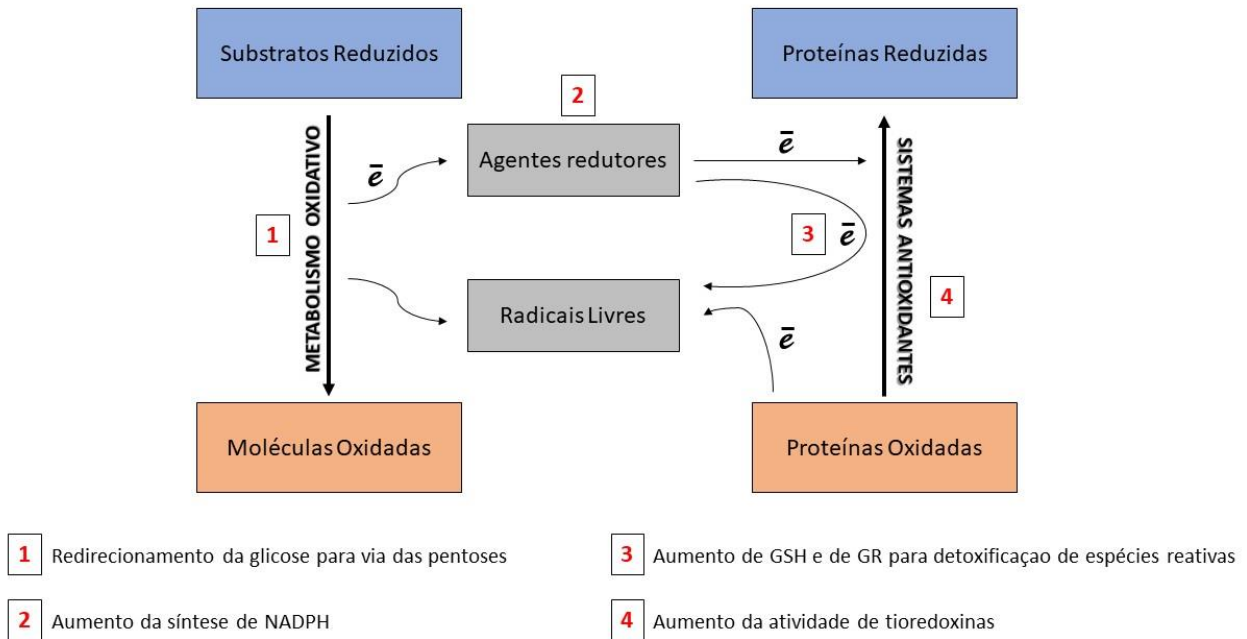 Substratos Reduzidos
Proteínas Reduzidas
2
Agentes redutores
e̅
e̅
METABOLISMO OXIDATIVO
1
3
e̅
SISTEMAS ANTIOXIDANTES
4
Radicais Livres
e̅
Moléculas Oxidadas
Proteínas Oxidadas
1 Redirecionamento da glicose para via das pentoses
3 Aumento de GSH e de GR para detoxificaçao de espécies reativas
2 Aumento da síntese de NADPH
4 Aumento da atividade de tioredoxinas